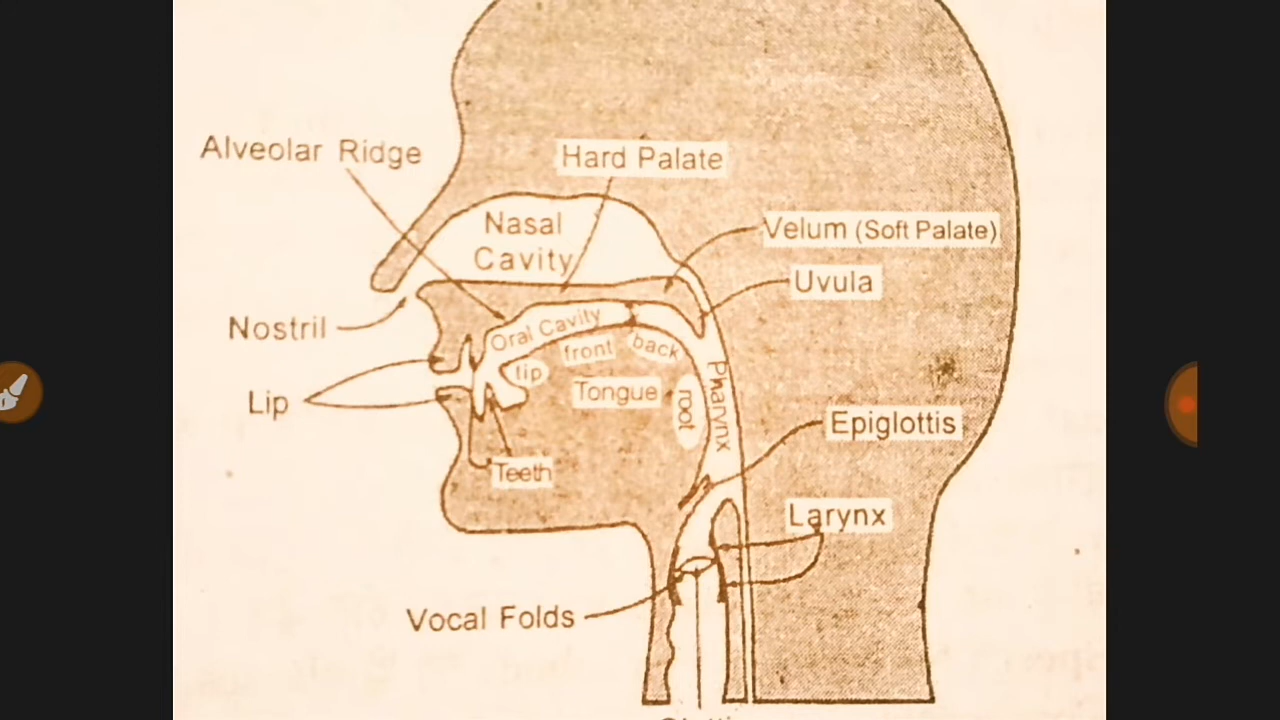 Alveolar Ridge
Hard Palate
Nasal
Cavity
Velum (Soft Palate)
Uvula
Nostril
Oral Cavity
front
back
tip
Lip
Tongue
root
Pharynx
Epiglottis
Teeth
Larynx
Vocal Folds